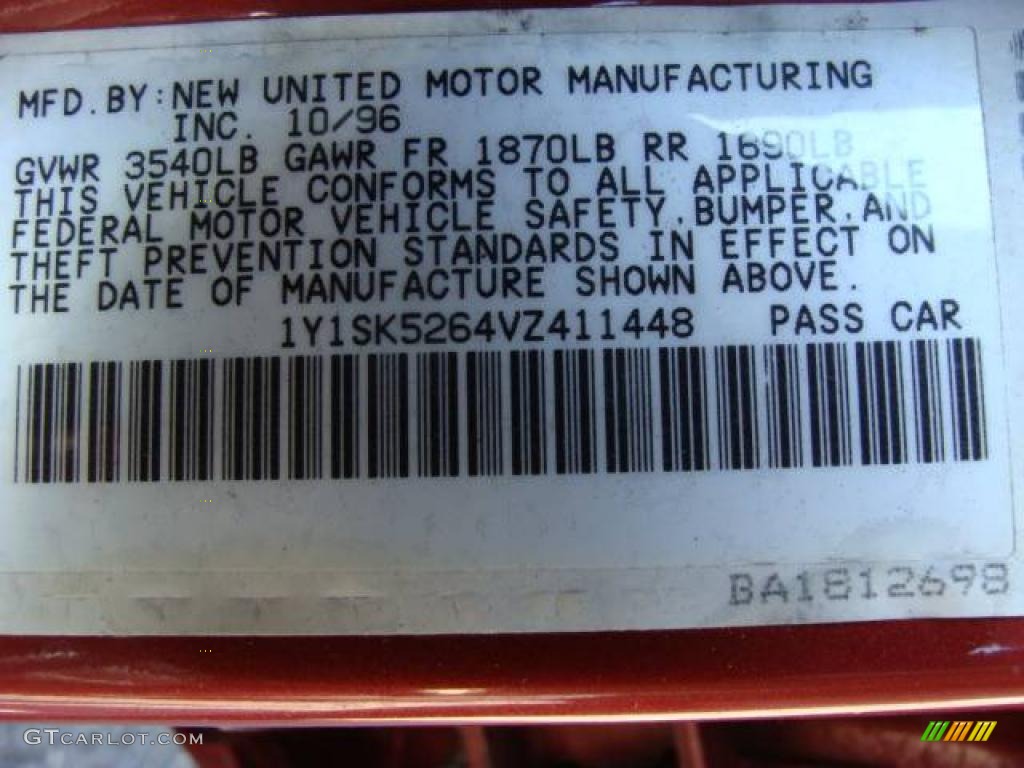 MFD. BY: NEW UNITED MOTOR MANUFACTURING
INC. 10/96
GVWR 3540LB GAWR FR 1870LB RR 1690LB
THIS VEHICLE CONFORMS TO ALL APPLICABLE
FEDERAL MOTOR VEHICLE SAFETY, BUMPER, AND
THEFT PREVENTION STANDARDS IN EFFECT ON
THE DATE OF MANUFACTURE SHOWN ABOVE.
1Y1SK5264VZ411448 PASS CAR
BA1812698
GTCARLOT.COM